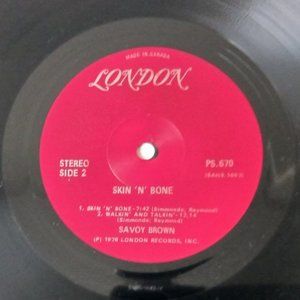 MADE IN CANADA
LONDON
SKIN 'N' BONE
STEREO
SIDE 2
PS.670
1. SKIN 'N' BONE-7:42 (Simmonds, Raymond)
2. WALKIN' AND TALKIN'-13:14
(Simmonds, Raymond)
SAVOY BROWN
(P) 1976 LONDON RECORDS, INC.